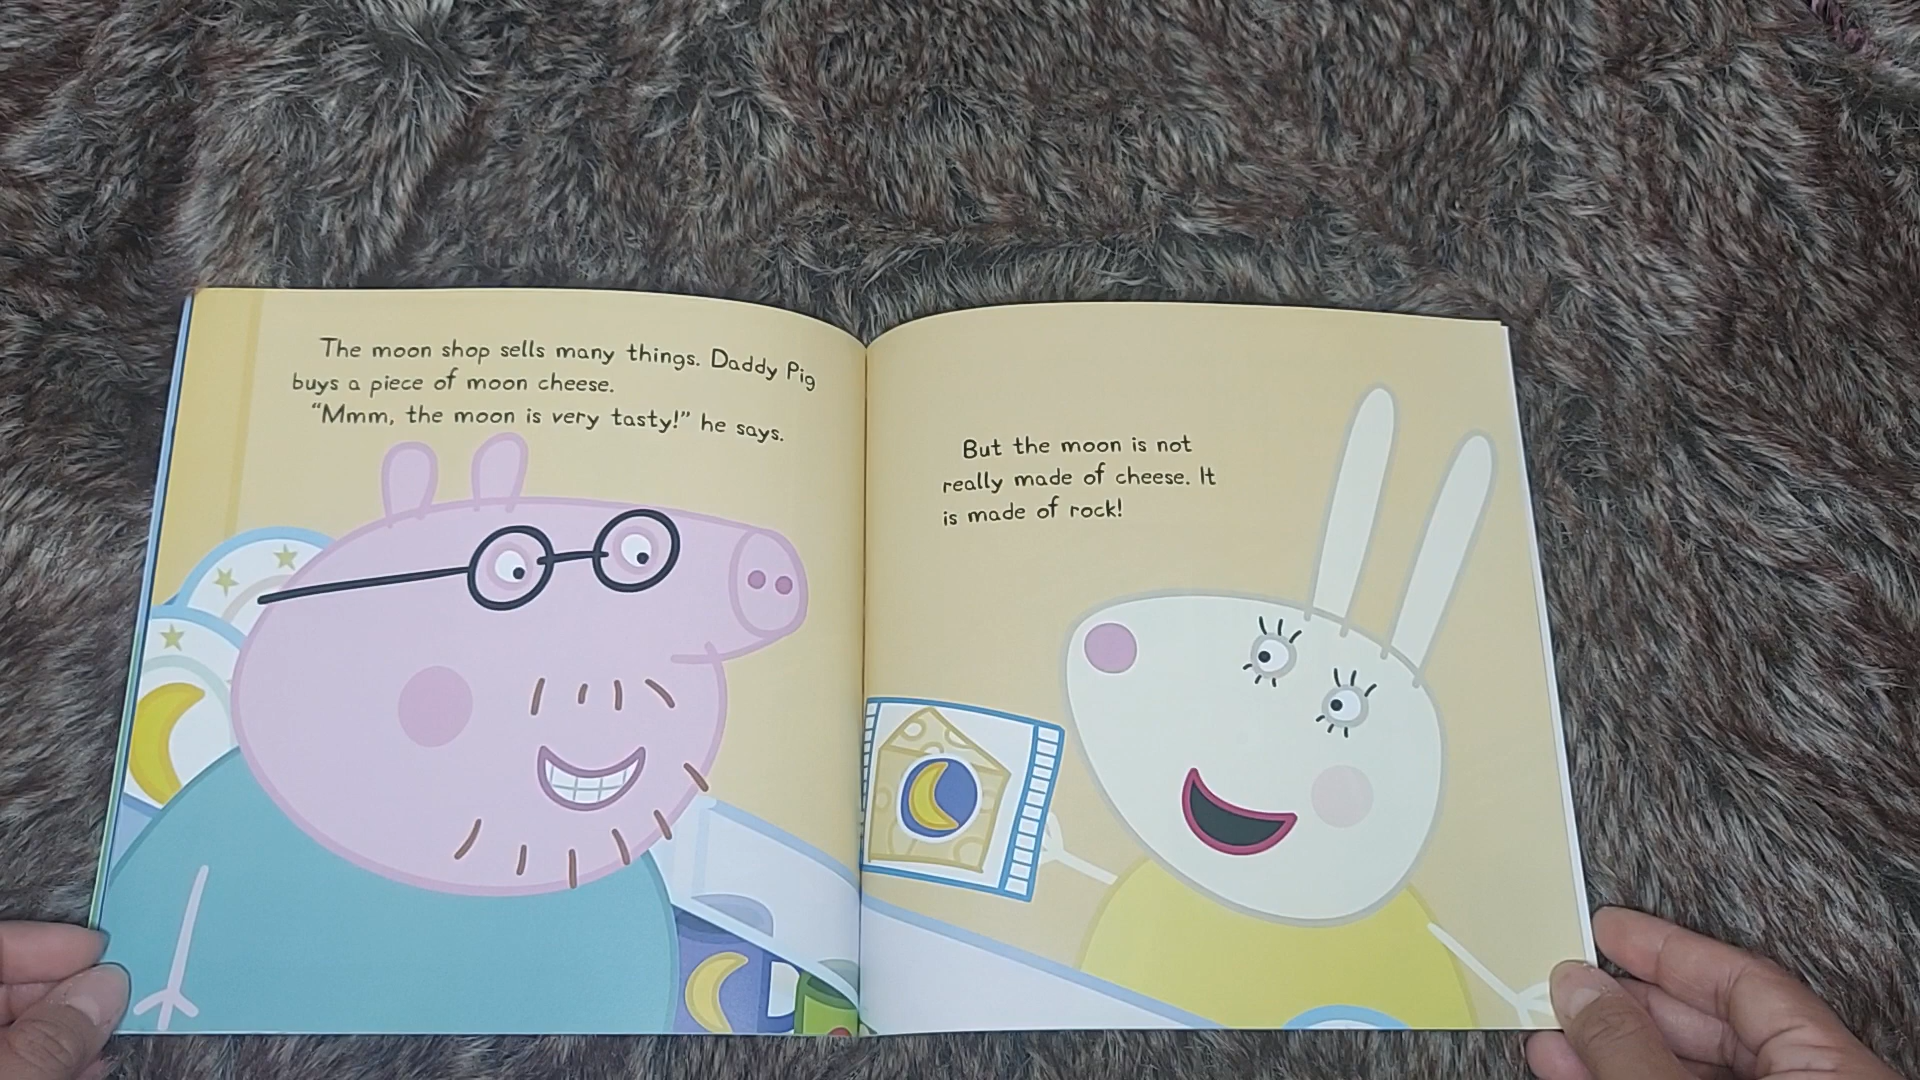 The moon shop sells many things. Daddy Pig
buys a piece of moon cheese.
“Mmm, the moon is very tasty!” he says.
But the moon is not
really made of cheese. It
is made of rock!